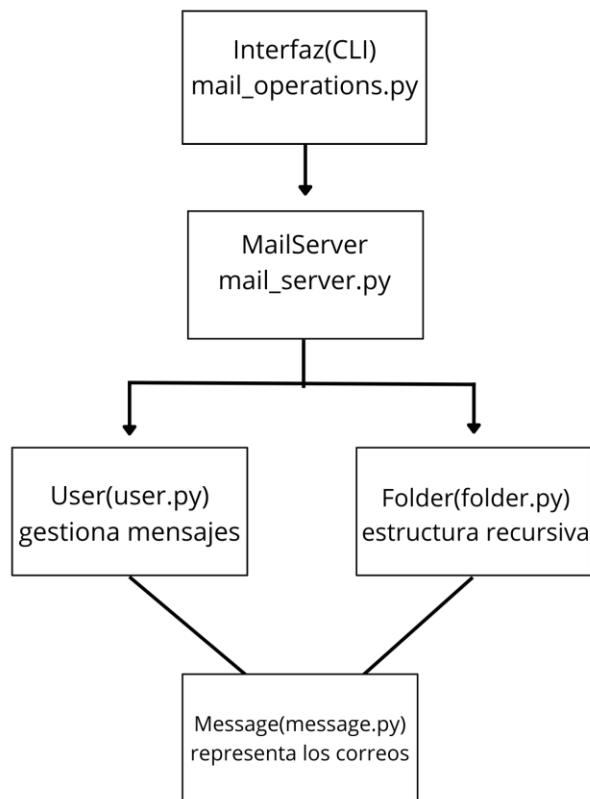 Interfaz(CLI)
mail_operations.py
MailServer
mail_server.py
User(user.py)
gestiona mensajes
Folder(folder.py)
estructura recursiva
Message(message.py)
representa los correos